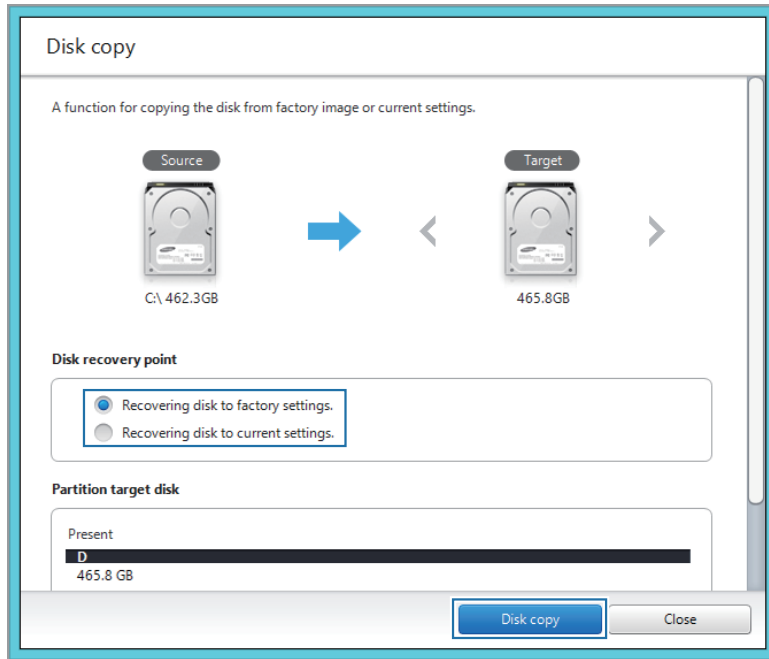 Disk copy
A function for copying the disk from factory image or current settings.
Source
Target
C:\ 462.3GB
465.8GB
Disk recovery point
Recovering disk to factory settings.
Recovering disk to current settings.
Partition target disk
Present
D
465.8 GB
Disk copy
Close